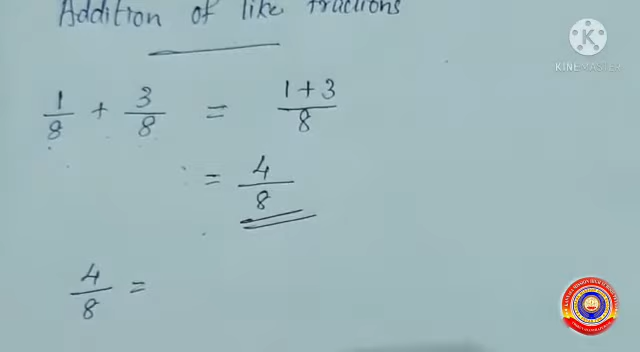 Addition of like fractions
KINEMASTER
1/8 + 3/8 = 1+3/8
= 4/8
4/8 =